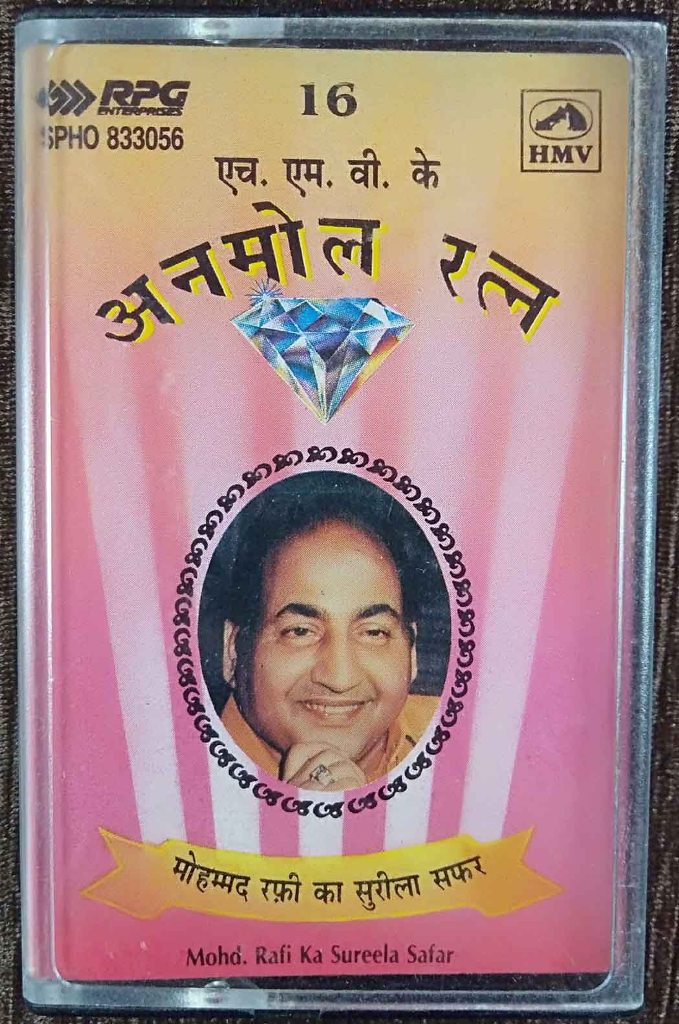 RPG
ENTERPRISES
SPHO 833056
16
HMV
एच. एम. वी. के
अनमोल रत्न
मोहम्मद रफ़ी का सुरीला सफर
Mohd. Rafi Ka Sureela Safar